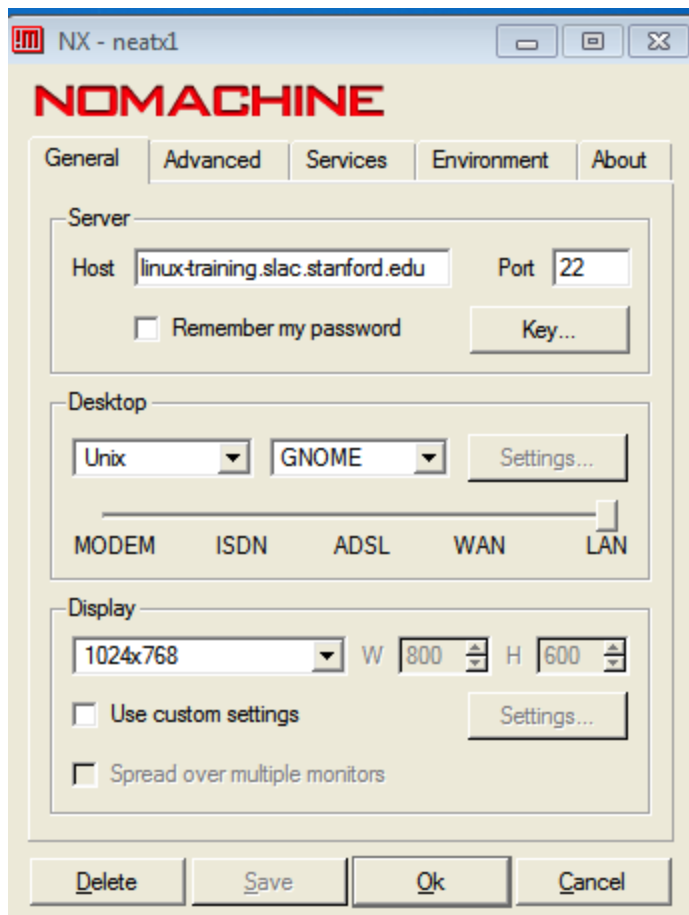 NX - neatx1
NOMACHINE
General Advanced Services Environment About
Server
Host linux-training.slac.stanford.edu Port 22
Remember my password Key...
Desktop
Unix GNOME Settings...
MODEM ISDN ADSL WAN LAN
Display
1024x768 W 800 H 600
Use custom settings Settings...
Spread over multiple monitors
Delete Save Ok Cancel